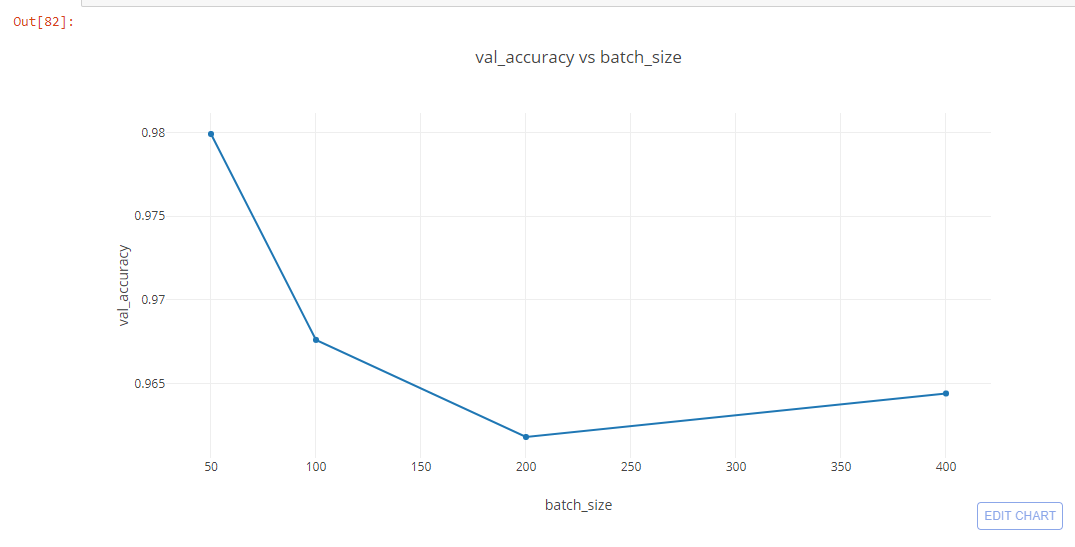 Out[82]:
val_accuracy vs batch_size
0.98
0.975
0.97
0.965
val_accuracy
50 100 150 200 250 300 350 400
batch_size
EDIT CHART